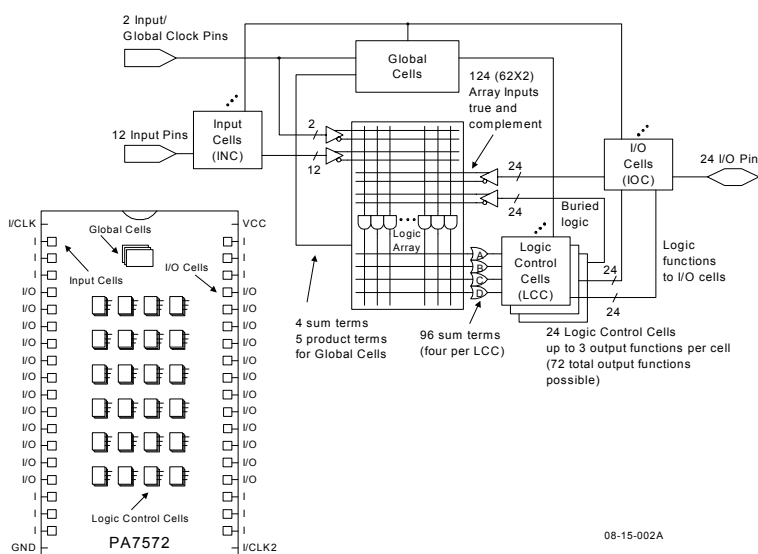 2 Input/
Global Clock Pins
Global
Cells
12 Input Pins
Input
Cells
(INC)
2
12
124 (62X2)
Array Inputs
true and
complement
24
24
I/O
Cells
(IOC)
24 I/O Pin
Buried
logic
Logic
Array
A
B
C
D
Logic
Control
Cells
(LCC)
24
24
Logic
functions
to I/O cells
4 sum terms
5 product terms
for Global Cells
96 sum terms
(four per LCC)
24 Logic Control Cells
up to 3 output functions per cell
(72 total output functions
possible)
I/CLK
I
I
I
I/O
I/O
I/O
I/O
I/O
I/O
I/O
I/O
I/O
I/O
I/O
I/O
I
I
I
GND
Global Cells
Input Cells
I/O Cells
Logic Control Cells
PA7572
VCC
I
I
I
I/O
I/O
I/O
I/O
I/O
I/O
I/O
I/O
I/O
I/O
I/O
I/O
I
I
I
I/CLK2
08-15-002A